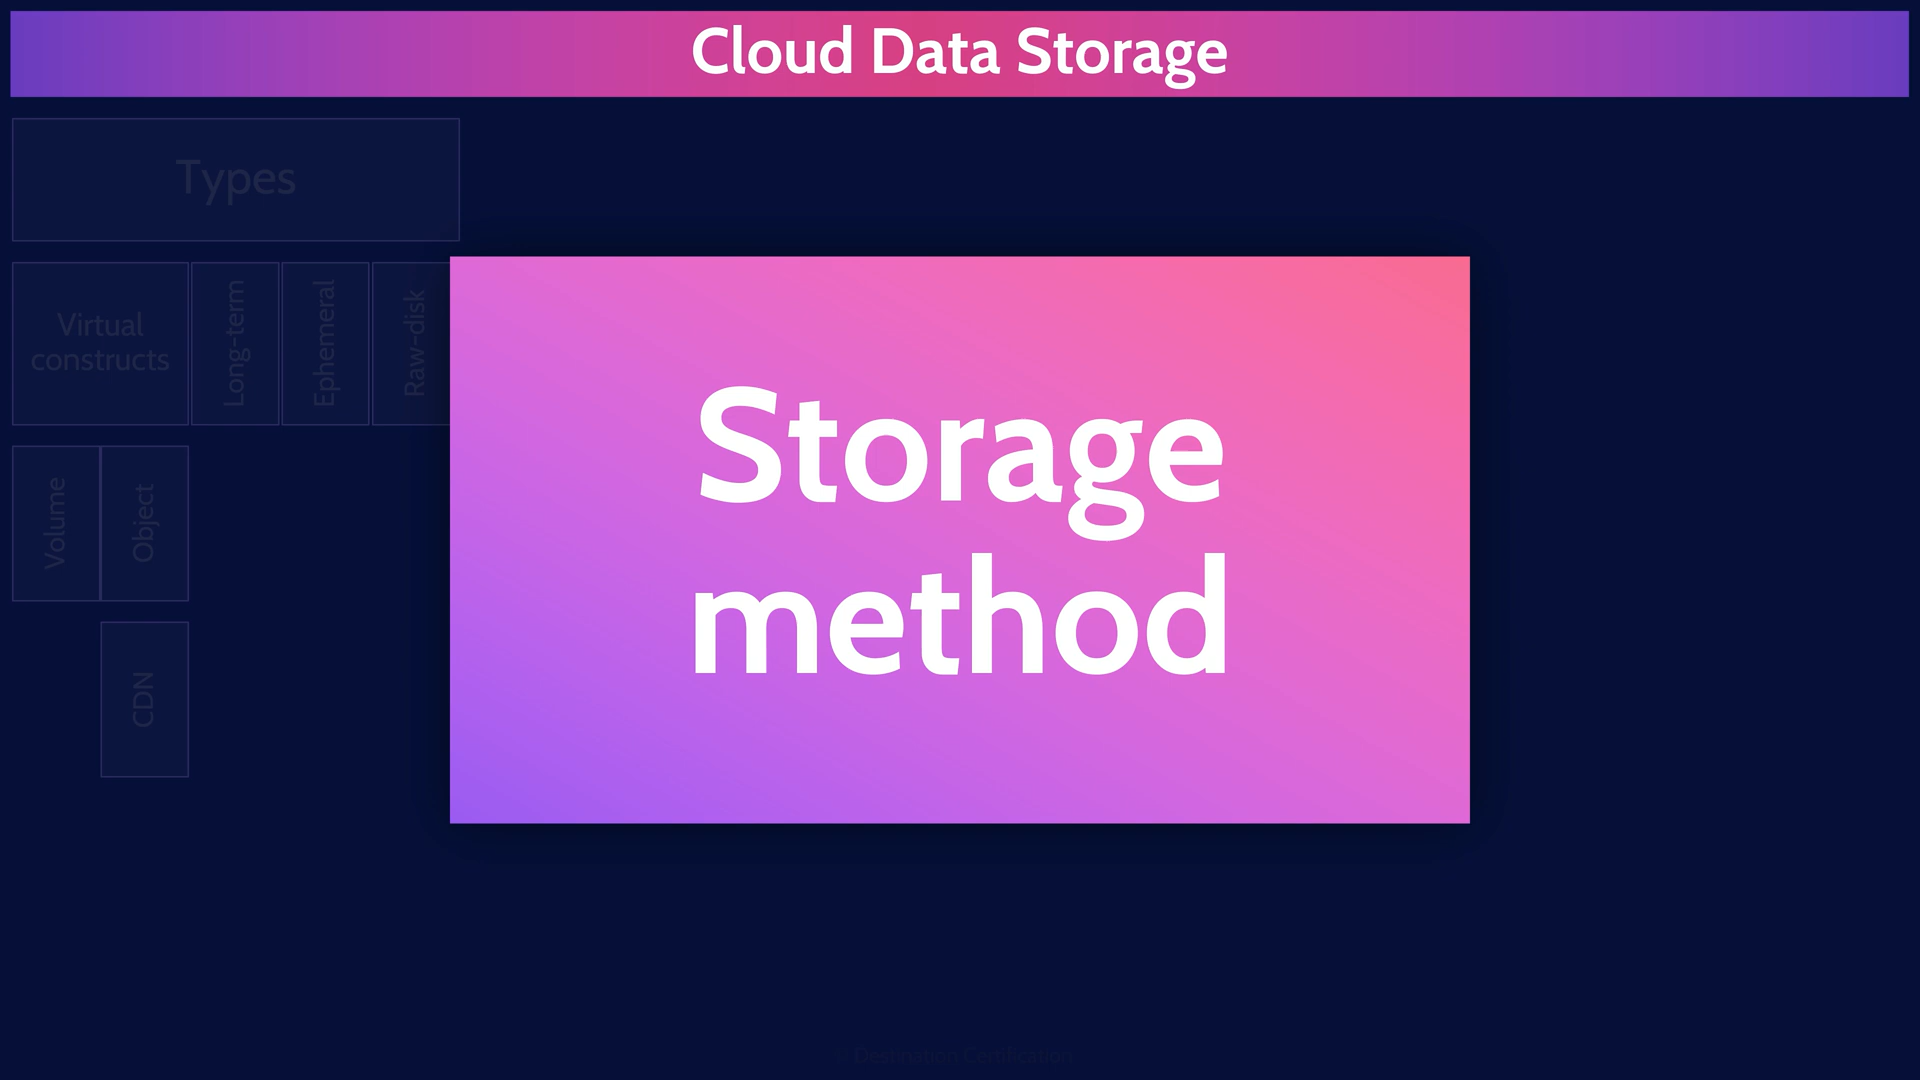 Cloud Data Storage
Types
Virtual
constructs
Long-term
Ephemeral
Raw-disk
Storage
method
Volume
Object
CDN
© Destination Certification